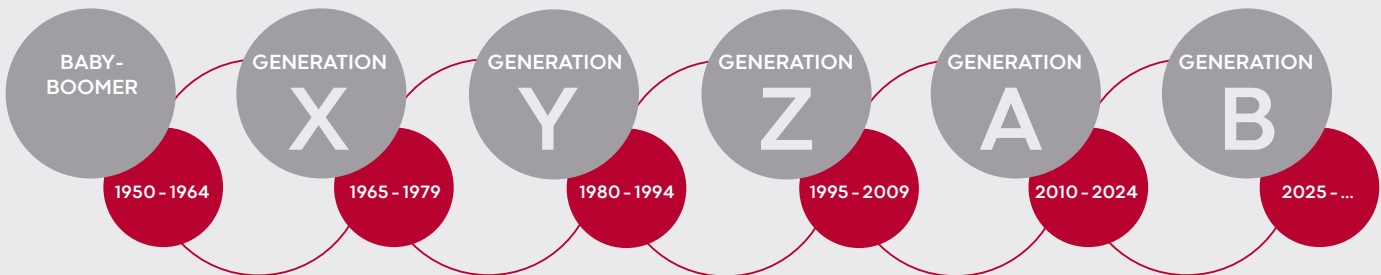 BABY-
BOOMER
1950 - 1964
GENERATION
X
1965 - 1979
GENERATION
Y
1980 - 1994
GENERATION
Z
1995 - 2009
GENERATION
A
2010 - 2024
GENERATION
B
2025 - ...